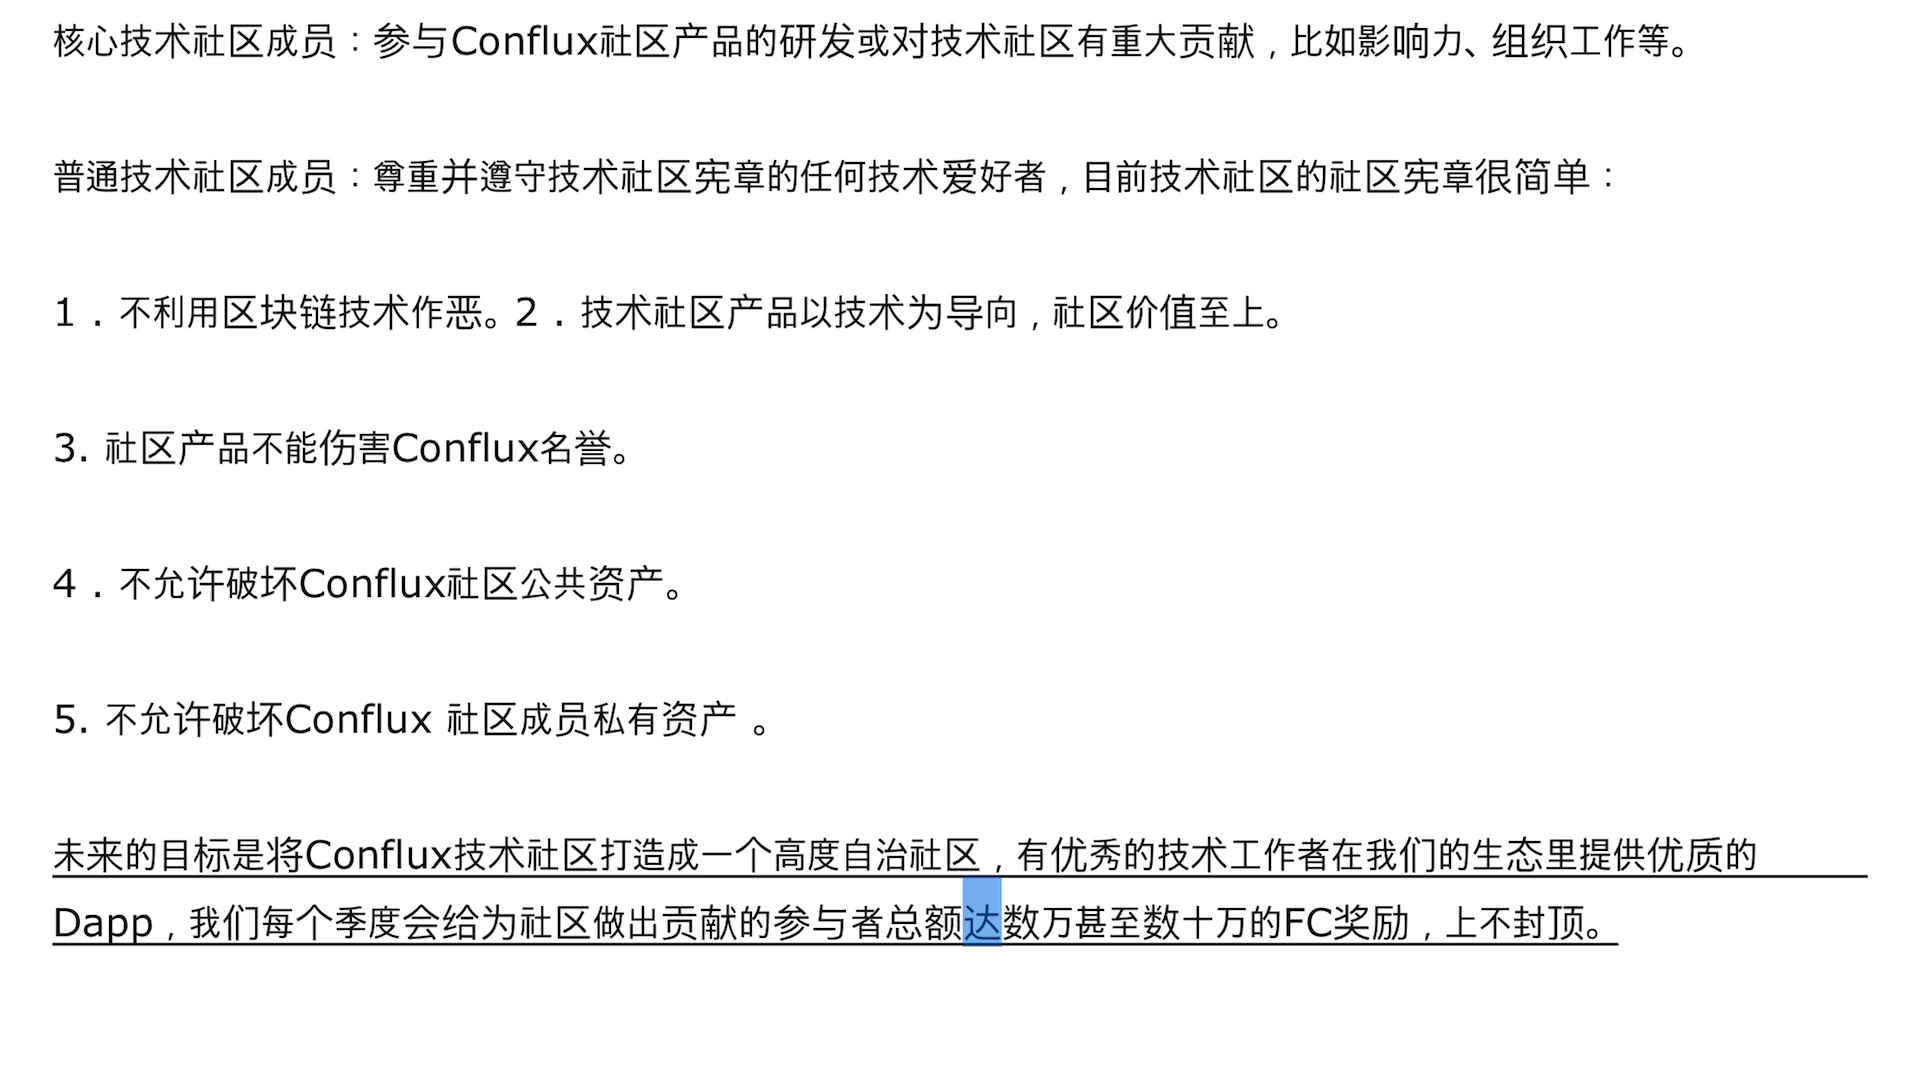 核心技术社区成员：参与Conflux社区产品的研发或对技术社区有重大贡献，比如影响力、组织工作等。
普通技术社区成员：尊重并遵守技术社区宪章的任何技术爱好者，目前技术社区的社区宪章很简单：
1．不利用区块链技术作恶。2．技术社区产品以技术为导向，社区价值至上。
3. 社区产品不能伤害Conflux名誉。
4．不允许破坏Conflux社区公共资产。
5. 不允许破坏Conflux 社区成员私有资产 。
未来的目标是将Conflux技术社区打造成一个高度自治社区，有优秀的技术工作者在我们的生态里提供优质的
Dapp，我们每个季度会给为社区做出贡献的参与者总额达数万甚至数十万的FC奖励，上不封顶。